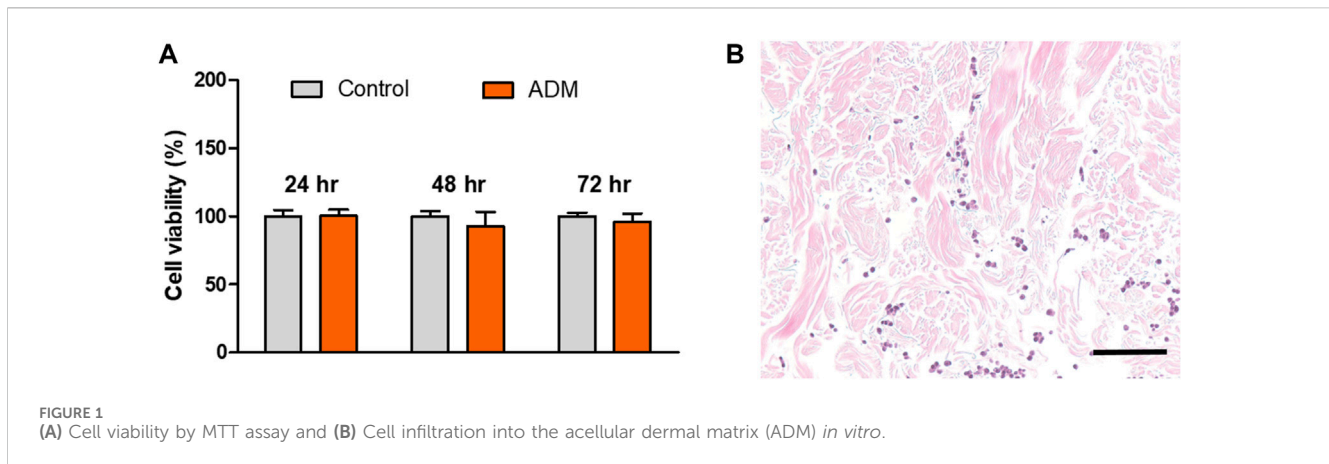 A
B
200
150
100
50
0
Cell viability (%)
Control
ADM
24 hr
48 hr
72 hr
FIGURE 1
(A) Cell viability by MTT assay and (B) Cell infiltration into the acellular dermal matrix (ADM) in vitro.